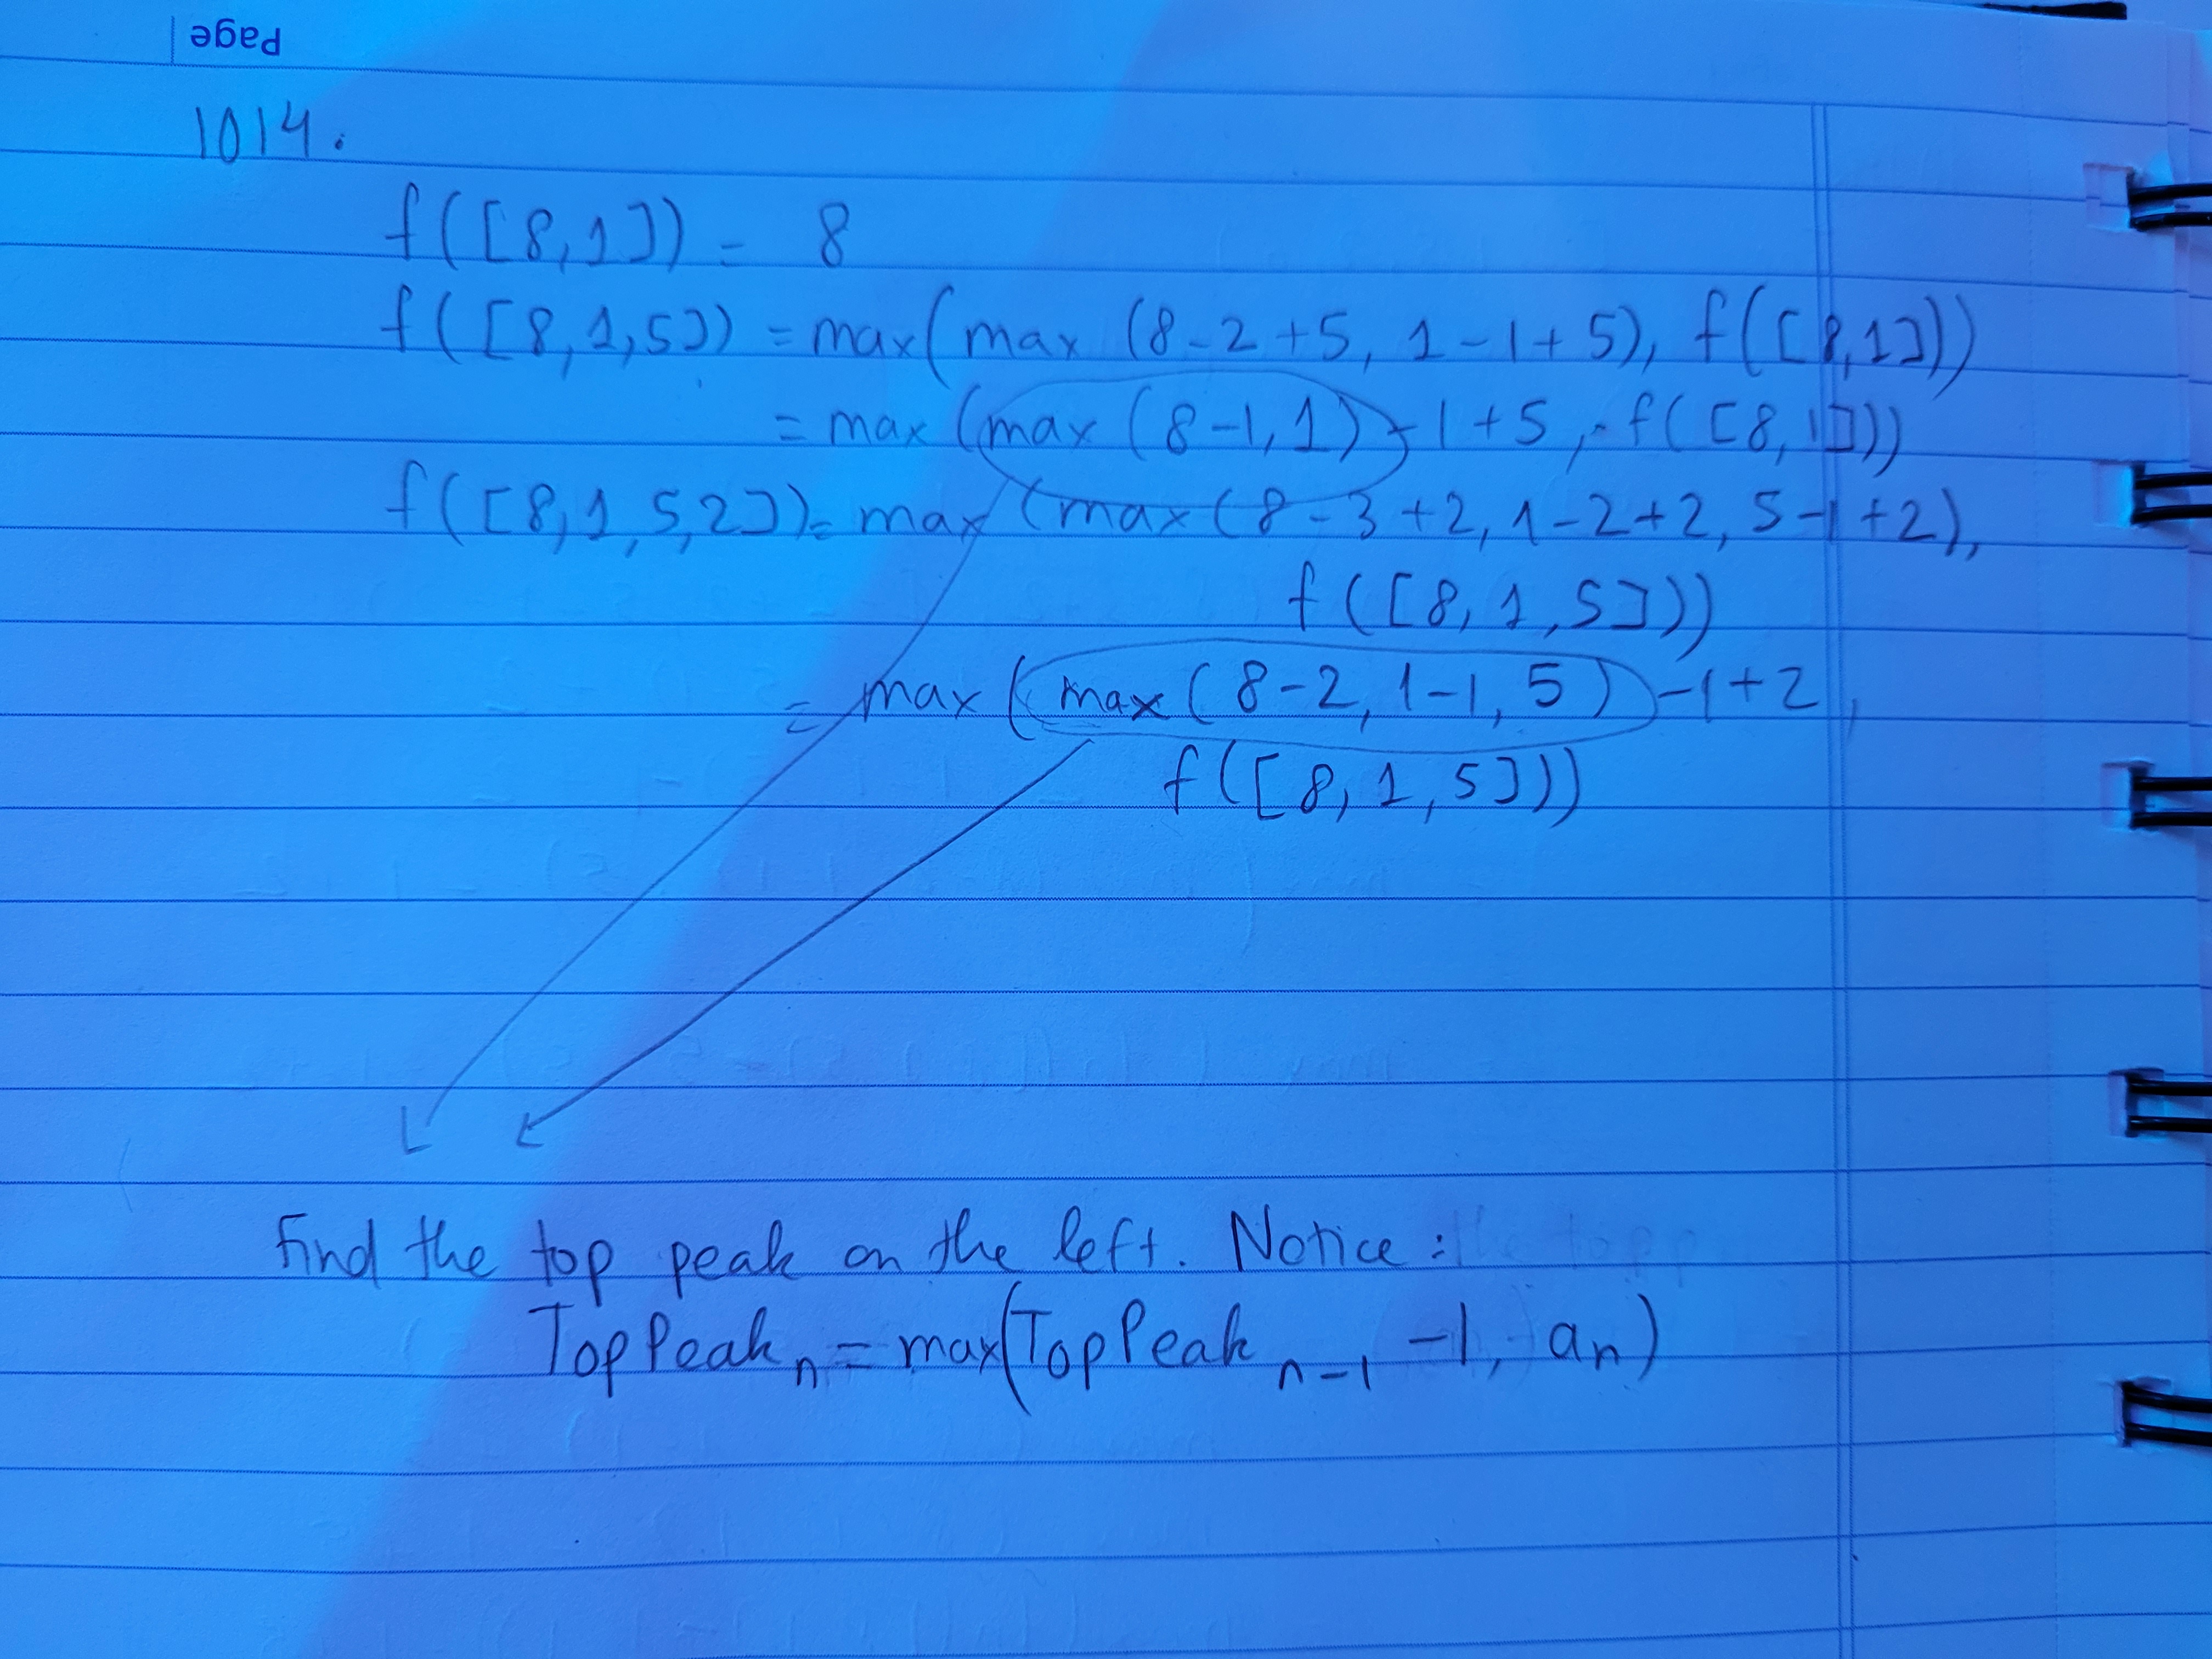 Page
1014.
f([8,1]) = 8
f([8,1,5]) = max(max (8-2+5, 1-1+5), f([8,1]))
= max (max (8-1,1) -1+5, f([8,1]))
f([8,1,5,2]) = max (max (8-3+2, 1-2+2, 5-1+2),
f([8,1,5]))
= max (max (8-2, 1-1, 5) -1+2,
f([8,1,5]))
Find the top peak on the left. Notice :
TopPeak n = max(TopPeak n-1 -1, an)